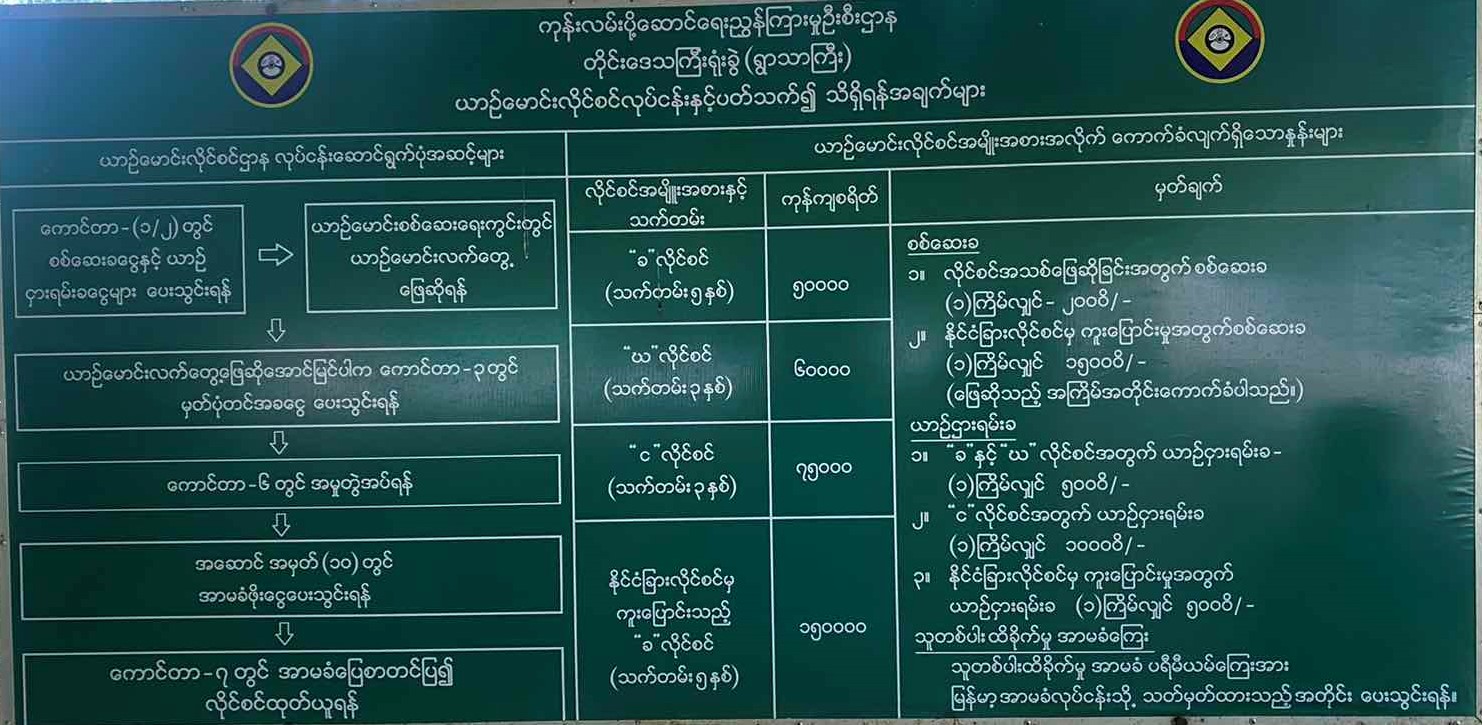 ကုန်းလမ်းပို့ဆောင်ရေးညွှန်ကြားမှုဦးစီးဌာန
တိုင်းဒေသကြီးရုံးခွဲ (ရွာသာကြီး)
ယာဉ်မောင်းလိုင်စင်လုပ်ငန်းနှင့်ပတ်သက်၍ သိရှိရန်အချက်များ
ယာဉ်မောင်းလိုင်စင်ဌာန လုပ်ငန်းဆောင်ရွက်ပုံအဆင့်များ
ကောင်တာ-(၁/၂)တွင်
စစ်ဆေးခငွေနှင့် ယာဉ်
ငှားရမ်းခငွေများ ပေးသွင်းရန်
ယာဉ်မောင်းစစ်ဆေးရေးကွင်းတွင်
ယာဉ်မောင်းလက်တွေ့
ဖြေဆိုရန်
ယာဉ်မောင်းလက်တွေ့ဖြေဆိုအောင်မြင်ပါက ကောင်တာ-၃တွင်
မှတ်ပုံတင်အခငွေ ပေးသွင်းရန်
ကောင်တာ-၆တွင် အမှုတွဲအပ်ရန်
အဆောင် အမှတ်(၁၀)တွင်
အာမခံဖိုးငွေပေးသွင်းရန်
ကောင်တာ-၇တွင် အာမခံပြေစာတင်ပြ၍
လိုင်စင်ထုတ်ယူရန်
ယာဉ်မောင်းလိုင်စင်အမျိုးအစားအလိုက် ကောက်ခံလျက်ရှိသောနှုန်းများ
လိုင်စင်အမျိူးအစားနှင့်
သက်တမ်း
ကုန်ကျစရိတ်
မှတ်ချက်
"ခ"လိုင်စင်
(သက်တမ်း၅နှစ်)
၅၀၀၀၀
"ဃ"လိုင်စင်
(သက်တမ်း၃နှစ်)
၆၀၀၀၀
"င"လိုင်စင်
(သက်တမ်း၃နှစ်)
၇၅၀၀၀
နိုင်ငံခြားလိုင်စင်မှ
ကူးပြောင်းသည့်
"ခ"လိုင်စင်
(သက်တမ်း၅နှစ်)
၁၅၀၀၀၀
စစ်ဆေးခ
၁။ လိုင်စင်အသစ်ဖြေဆိုခြင်းအတွက်စစ်ဆေးခ
(၁)ကြိမ်လျှင်-၂၀၀၀ိ/-
၂။ နိုင်ငံခြားလိုင်စင်မှ ကူးပြောင်းမှုအတွက်စစ်ဆေးခ
(၁)ကြိမ်လျှင် ၁၅၀၀၀ိ/-
(ဖြေဆိုသည့် အကြိမ်အတိုင်းကောက်ခံပါသည်။)
ယာဉ်ဌားရမ်းခ
၁။ "ခ"နှင့်"ဃ"လိုင်စင်အတွက် ယာဉ်ငှားရမ်းခ-
(၁)ကြိမ်လျှင် ၅၀၀၀ိ/-
၂။ "င"လိုင်စင်အတွက် ယာဉ်ငှားရမ်းခ
(၁)ကြိမ်လျှင် ၁၀၀၀၀ိ/-
၃။ နိုင်ငံခြားလိုင်စင်မှ ကူးပြောင်းမှုအတွက်
ယာဉ်ငှားရမ်းခ (၁)ကြိမ်လျှင် ၅၀၀၀ိ/-
သူတစ်ပါးထိခိုက်မှု အာမခံကြေး
သူတစ်ပါးထိခိုက်မှု အာမခံ ပရီမီယမ်ကြေးအား
မြန်မာ့အာမခံလုပ်ငန်းသို့ သတ်မှတ်ထားသည့်အတိုင်း ပေးသွင်းရန်။